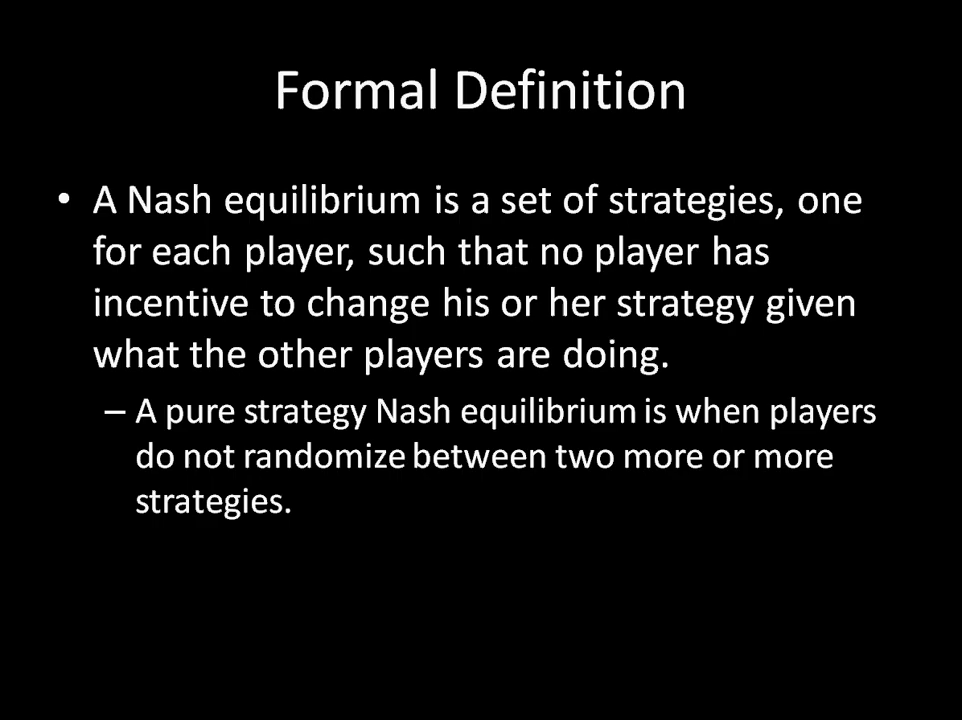 Formal Definition
• A Nash equilibrium is a set of strategies, one
for each player, such that no player has
incentive to change his or her strategy given
what the other players are doing.
– A pure strategy Nash equilibrium is when players
do not randomize between two more or more
strategies.